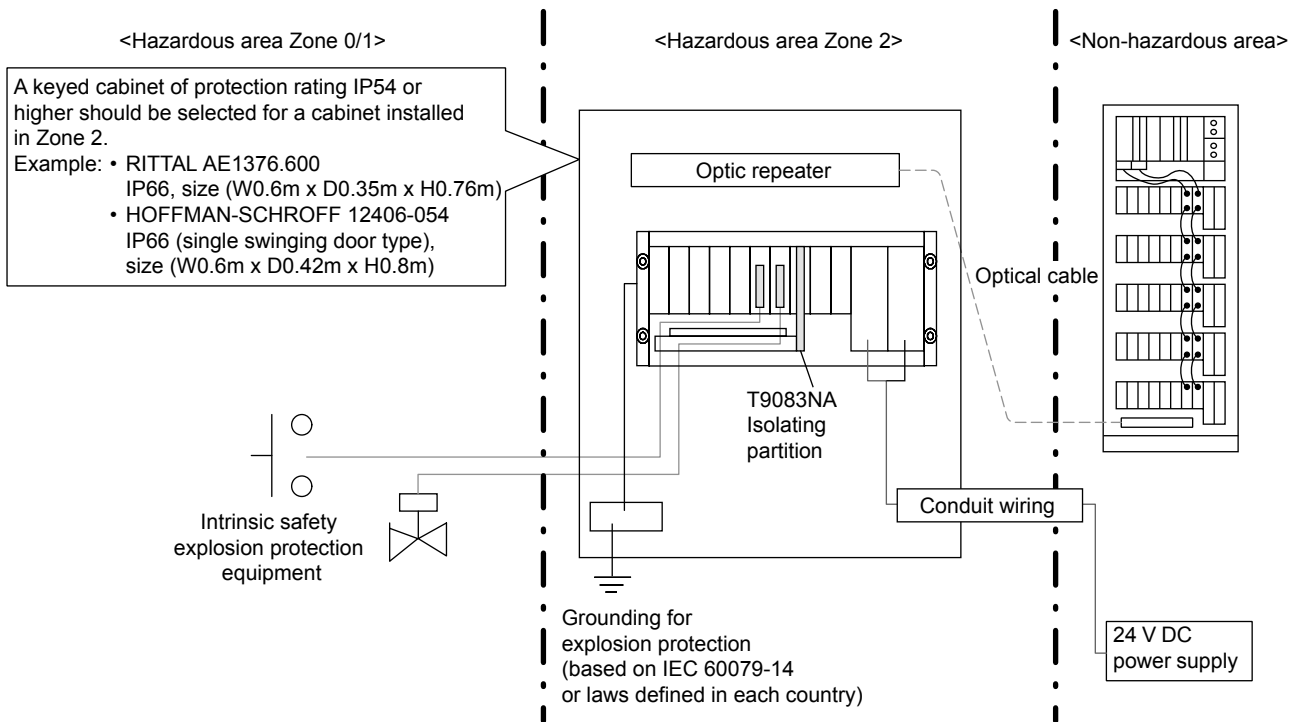 <Hazardous area Zone 0/1>
<Hazardous area Zone 2>
<Non-hazardous area>
A keyed cabinet of protection rating IP54 or
higher should be selected for a cabinet installed
in Zone 2.
Example: • RITTAL AE1376.600
IP66, size (W0.6m x D0.35m x H0.76m)
• HOFFMAN-SCHROFF 12406-054
IP66 (single swinging door type),
size (W0.6m x D0.42m x H0.8m)
Optic repeater
Optical cable
T9083NA
Isolating
partition
Conduit wiring
Intrinsic safety
explosion protection
equipment
Grounding for
explosion protection
(based on IEC 60079-14
or laws defined in each country)
24 V DC
power supply